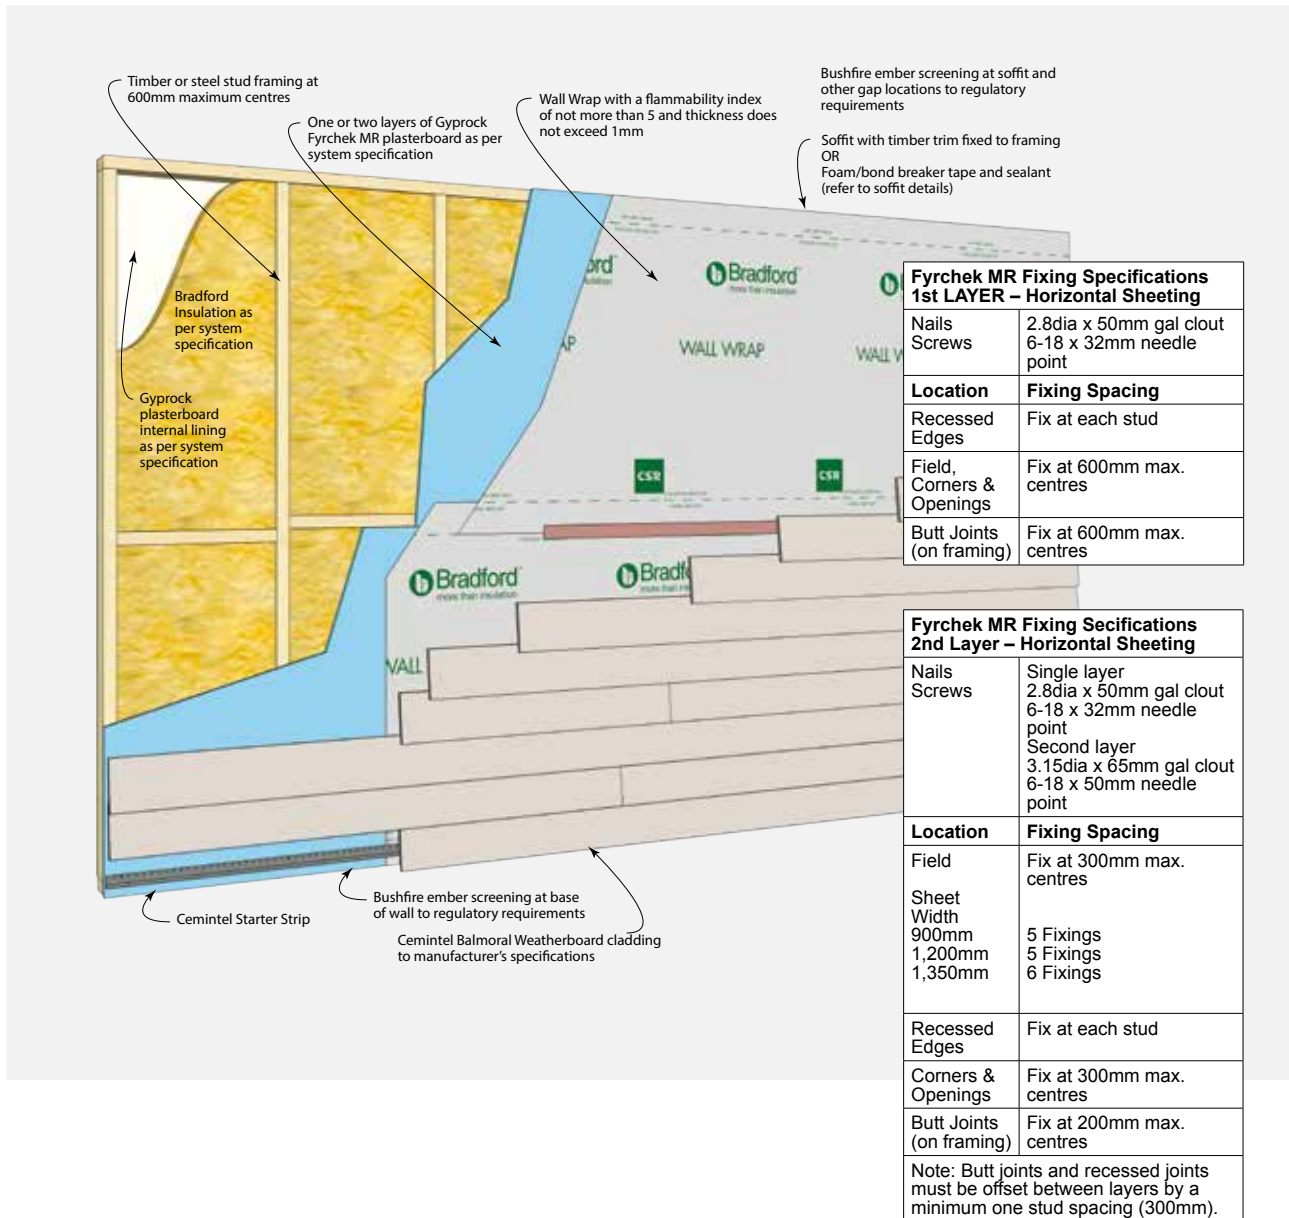 Timber or steel stud framing at
600mm maximum centres
One or two layers of Gyprock
Fyrchek MR plasterboard as per
system specification
Wall Wrap with a flammability index
of not more than 5 and thickness does
not exceed 1mm
Bushfire ember screening at soffit and
other gap locations to regulatory
requirements
Soffit with timber trim fixed to framing
OR
Foam/bond breaker tape and sealant
(refer to soffit details)
Bradford
Insulation as
per system
specification
Gyprock
plasterboard
internal lining
as per system
specification
Bradford
more than insulation
WALL WRAP
CSR
CSR
Bradford
more than insulation
WALL
Cemintel Starter Strip
Bushfire ember screening at base
of wall to regulatory requirements
Cemintel Balmoral Weatherboard cladding
to manufacturer's specifications
Fyrchek MR Fixing Specifications
1st LAYER – Horizontal Sheeting
Nails 2.8dia x 50mm gal clout
Screws 6-18 x 32mm needle
point
Location Fixing Spacing
Recessed Fix at each stud
Edges
Field, Fix at 600mm max.
Corners & centres
Openings
Butt Joints Fix at 600mm max.
(on framing) centres
Fyrchek MR Fixing Secifications
2nd Layer – Horizontal Sheeting
Nails Single layer
Screws 2.8dia x 50mm gal clout
6-18 x 32mm needle
point
Second layer
3.15dia x 65mm gal clout
6-18 x 50mm needle
point
Location Fixing Spacing
Field Fix at 300mm max.
centres
Sheet
Width
900mm 5 Fixings
1,200mm 5 Fixings
1,350mm 6 Fixings
Recessed Fix at each stud
Edges
Corners & Fix at 300mm max.
Openings centres
Butt Joints Fix at 200mm max.
(on framing) centres
Note: Butt joints and recessed joints
must be offset between layers by a
minimum one stud spacing (300mm).